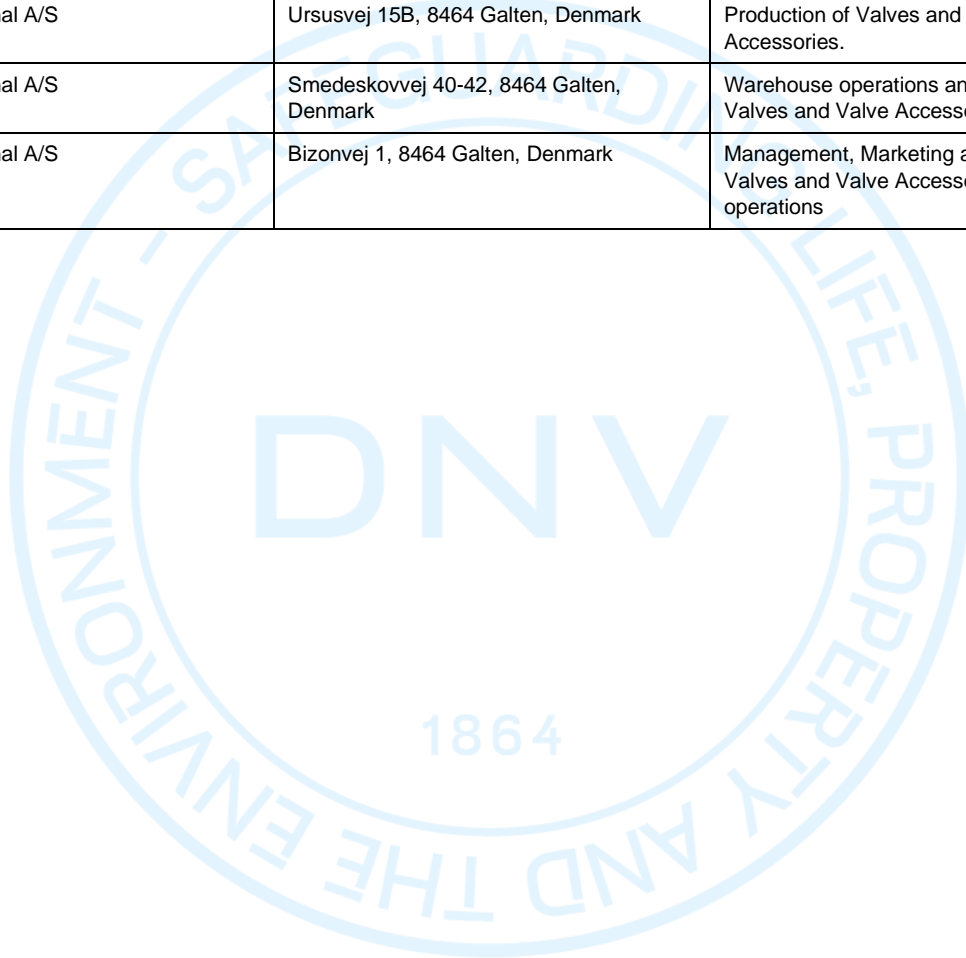 al A/S
Ursusvej 15B, 8464 Galten, Denmark
Production of Valves and
Accessories.
al A/S
Smedeskovvej 40-42, 8464 Galten,
Denmark
Warehouse operations an
Valves and Valve Access
al A/S
Bizonvej 1, 8464 Galten, Denmark
Management, Marketing a
Valves and Valve Access
operations
SAFEGUARDING LIFE, PROPERTY AND THE ENVIRONMENT -
DNV
1864